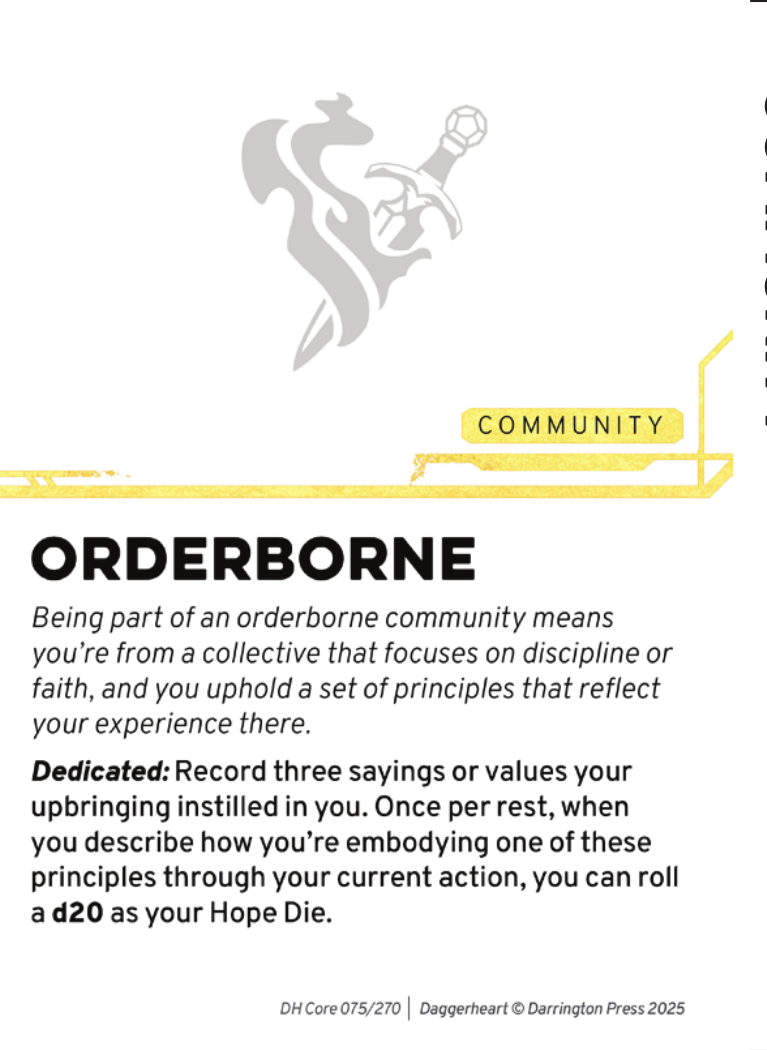 COMMUNITY
ORDERBORNE
Being part of an orderborne community means
you’re from a collective that focuses on discipline or
faith, and you uphold a set of principles that reflect
your experience there.
Dedicated: Record three sayings or values your
upbringing instilled in you. Once per rest, when
you describe how you’re embodying one of these
principles through your current action, you can roll
a d20 as your Hope Die.
DH Core 075/270 | Daggerheart © Darrington Press 2025